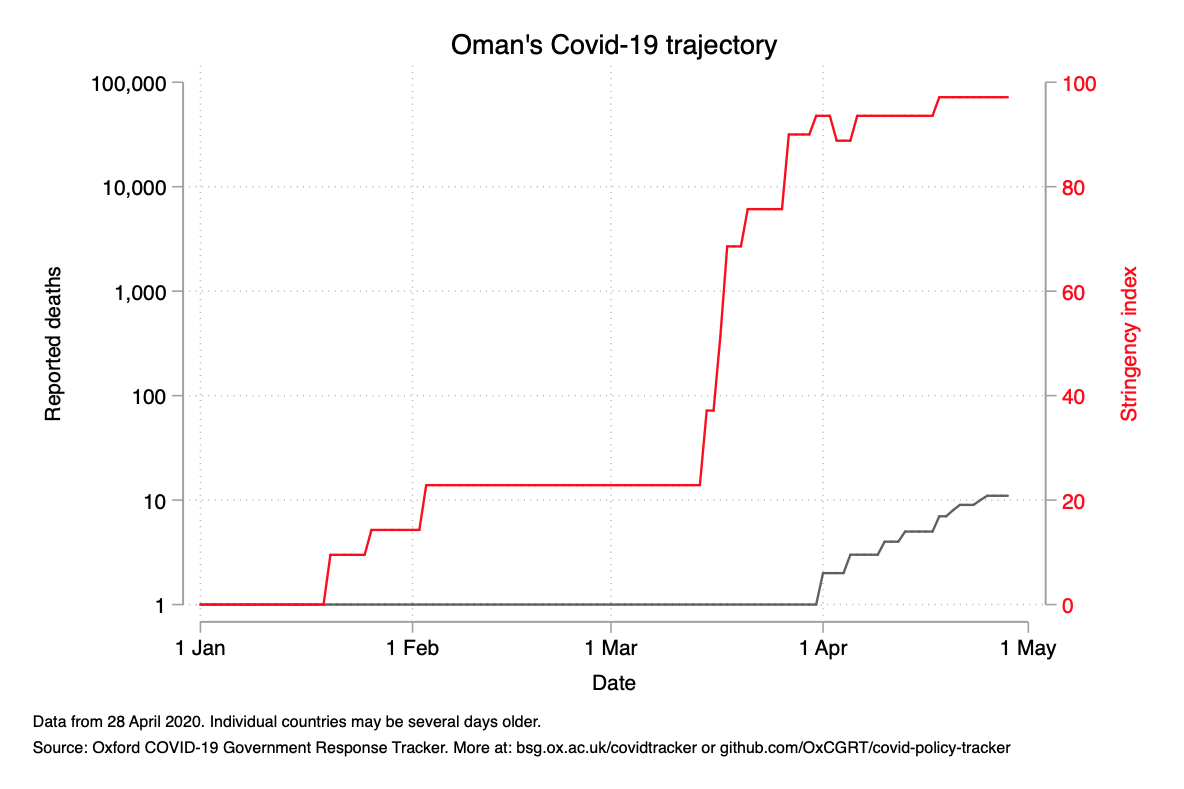 Oman's Covid-19 trajectory
100,000
10,000
1,000
100
10
1
Reported deaths
100
80
60
40
20
0
Stringency index
1 Jan
1 Feb
1 Mar
1 Apr
1 May
Date
Data from 28 April 2020. Individual countries may be several days older.
Source: Oxford COVID-19 Government Response Tracker. More at: bsg.ox.ac.uk/covidtracker or github.com/OxCGRT/covid-policy-tracker